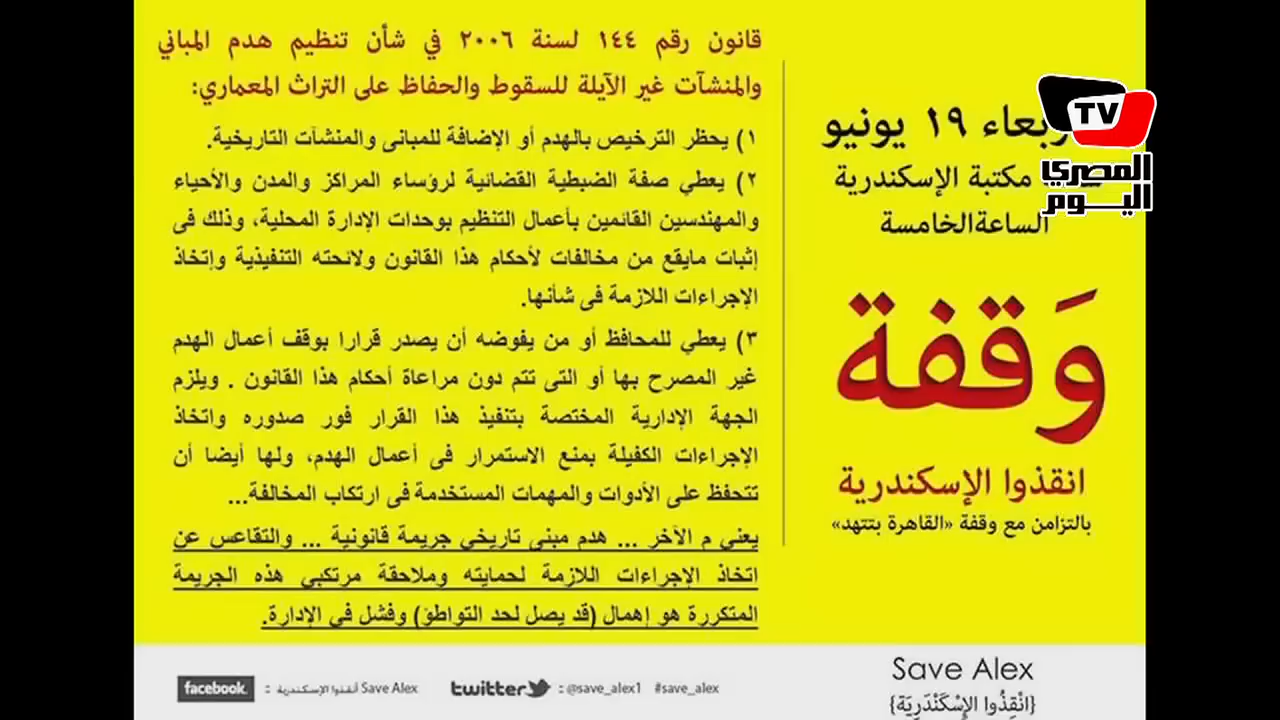 قانون رقم ١٤٤ لسنة ٢٠٠٦ في شأن تنظيم هدم المباني
والمنشآت غير الآيلة للسقوط والحفاظ على التراث المعماري:
١) يحظر الترخيص بالهدم أو الإضافة للمبانى والمنشآت التاريخية.
٢) يعطي صفة الضبطية القضائية لرؤساء المراكز والمدن والأحياء
والمهندسين القائمين بأعمال التنظيم بوحدات الإدارة المحلية، وذلك فى
إثبات مايقع من مخالفات لأحكام هذا القانون ولائحته التنفيذية وإتخاذ
الإجراءات اللازمة فى شأنها.
٣) يعطي للمحافظ أو من يفوضه أن يصدر قرارا بوقف أعمال الهدم
غير المصرح بها أو التى تتم دون مراعاة أحكام هذا القانون . ويلزم
الجهة الإدارية المختصة بتنفيذ هذا القرار فور صدوره واتخاذ
الإجراءات الكفيلة بمنع الاستمرار فى أعمال الهدم، ولها أيضا أن
تتحفظ على الأدوات والمهمات المستخدمة فى ارتكاب المخالفة...
يعني م الآخر ... هدم مبنى تاريخي جريمة قانونية ... والتقاعس عن
اتخاذ الإجراءات اللازمة لحمايته وملاحقة مرتكبي هذه الجريمة
المتكررة هو إهمال (قد يصل لحد التواطؤ) وفشل في الإدارة.
١٩ يونيو
مكتبة الإسكندرية
الساعةالخامسة
وَقفة
انقذوا الإسكندرية
بالتزامن مع وقفة «القاهرة بتتهد»
TV
المصري
اليوم
facebook : أنقذوا الإسكندرية Save Alex
twitter : @save_alex1 #save_alex
Save Alex
{انْقِذُوا الإِسْكَنْدَرِيَة}